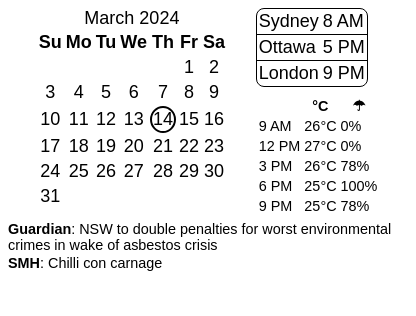 March 2024
Su Mo Tu We Th Fr Sa
1 2
3 4 5 6 7 8 9
10 11 12 13 14 15 16
17 18 19 20 21 22 23
24 25 26 27 28 29 30
31
Sydney 8 AM
Ottawa 5 PM
London 9 PM
°C ☂
9 AM 26°C 0%
12 PM 27°C 0%
3 PM 26°C 78%
6 PM 25°C 100%
9 PM 25°C 78%
Guardian: NSW to double penalties for worst environmental
crimes in wake of asbestos crisis
SMH: Chilli con carnage